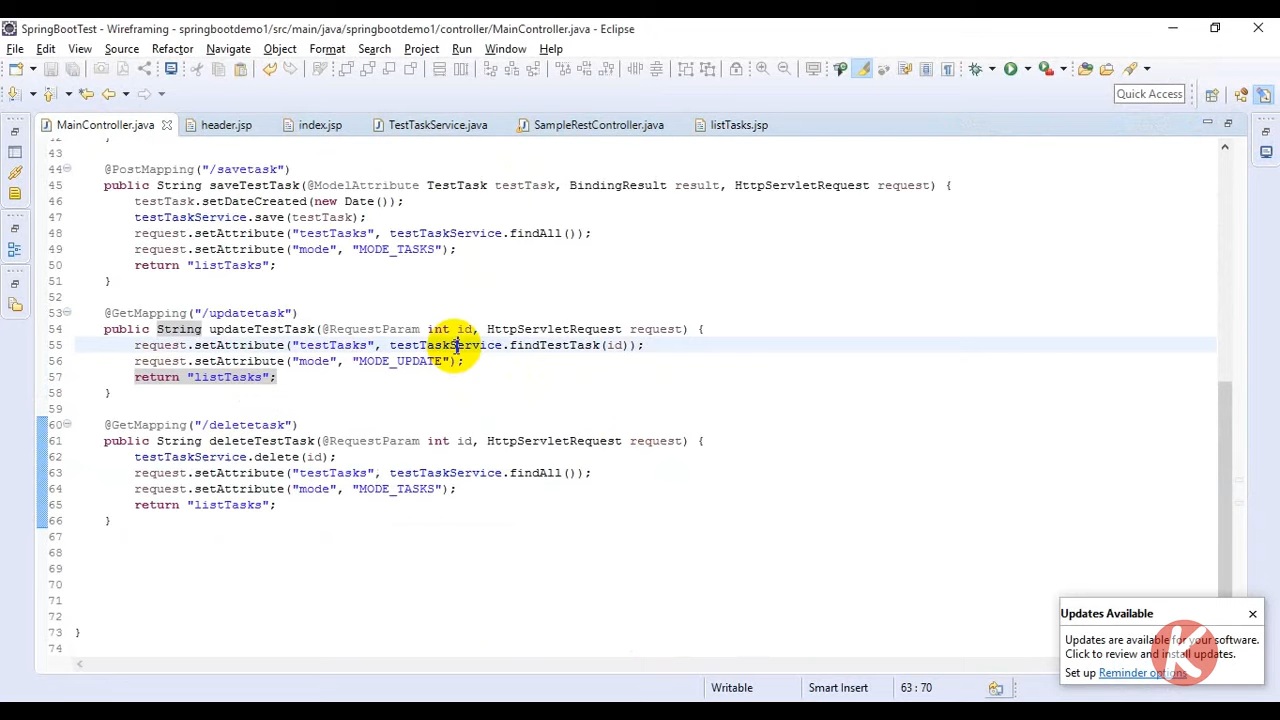 SpringBootTest - Wireframing - springbootdemo1/src/main/java/springbootdemo1/controller/MainController.java - Eclipse
File Edit View Source Refactor Navigate Object Format Search Project Run Window Help
Quick Access
MainController.java header.jsp index.jsp TestTaskService.java SampleRestController.java listTasks.jsp
43
44 @PostMapping("/savetask")
45 public String saveTestTask(@ModelAttribute TestTask testTask, BindingResult result, HttpServletRequest request) {
46 testTask.setDateCreated(new Date());
47 testTaskService.save(testTask);
48 request.setAttribute("testTasks", testTaskService.findAll());
49 request.setAttribute("mode", "MODE_TASKS");
50 return "listTasks";
51 }
52
53 @GetMapping("/updatetask")
54 public String updateTestTask(@RequestParam int id, HttpServletRequest request) {
55 request.setAttribute("testTasks", testTaskService.findTestTask(id));
56 request.setAttribute("mode", "MODE_UPDATE");
57 return "listTasks";
58 }
59
60 @GetMapping("/deletetask")
61 public String deleteTestTask(@RequestParam int id, HttpServletRequest request) {
62 testTaskService.delete(id);
63 request.setAttribute("testTasks", testTaskService.findAll());
64 request.setAttribute("mode", "MODE_TASKS");
65 return "listTasks";
66 }
67
68
69
70
71
72
73 }
74
Updates Available
Updates are available for your software.
Click to review and install updates.
Set up Reminder options
Writable Smart Insert 63 : 70